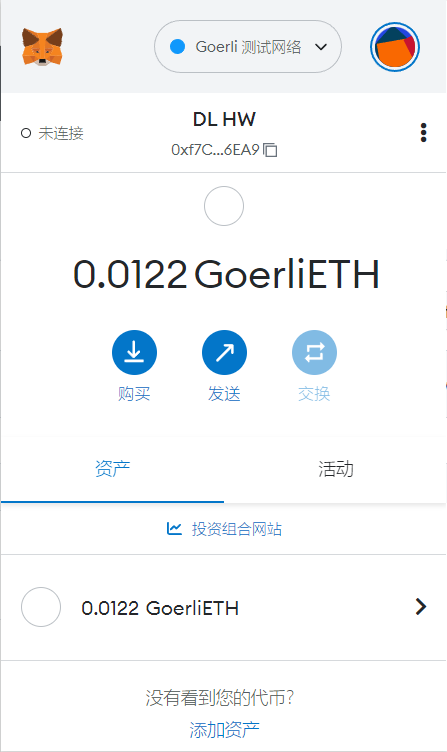 Goerli 测试网络
未连接
DL HW
0xf7C...6EA9
0.0122 GoerliETH
购买
发送
交换
资产
活动
投资组合网站
0.0122 GoerliETH
没有看到您的代币？
添加资产